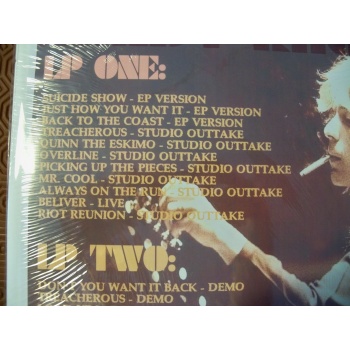 LP ONE:
SUICIDE SHOW - EP VERSION
JUST HOW YOU WANT IT - EP VERSION
BACK TO THE COAST - EP VERSION
TREACHEROUS - STUDIO OUTTAKE
QUINN THE ESKIMO - STUDIO OUTTAKE
OVERLINE - STUDIO OUTTAKE
PICKING UP THE PIECES - STUDIO OUTTAKE
MR. COOL - STUDIO OUTTAKE
ALWAYS ON THE RUN - STUDIO OUTTAKE
BELIVER - LIVE
RIOT REUNION - STUDIO OUTTAKE
LP TWO:
DON'T YOU WANT IT BACK - DEMO
TREACHEROUS - DEMO